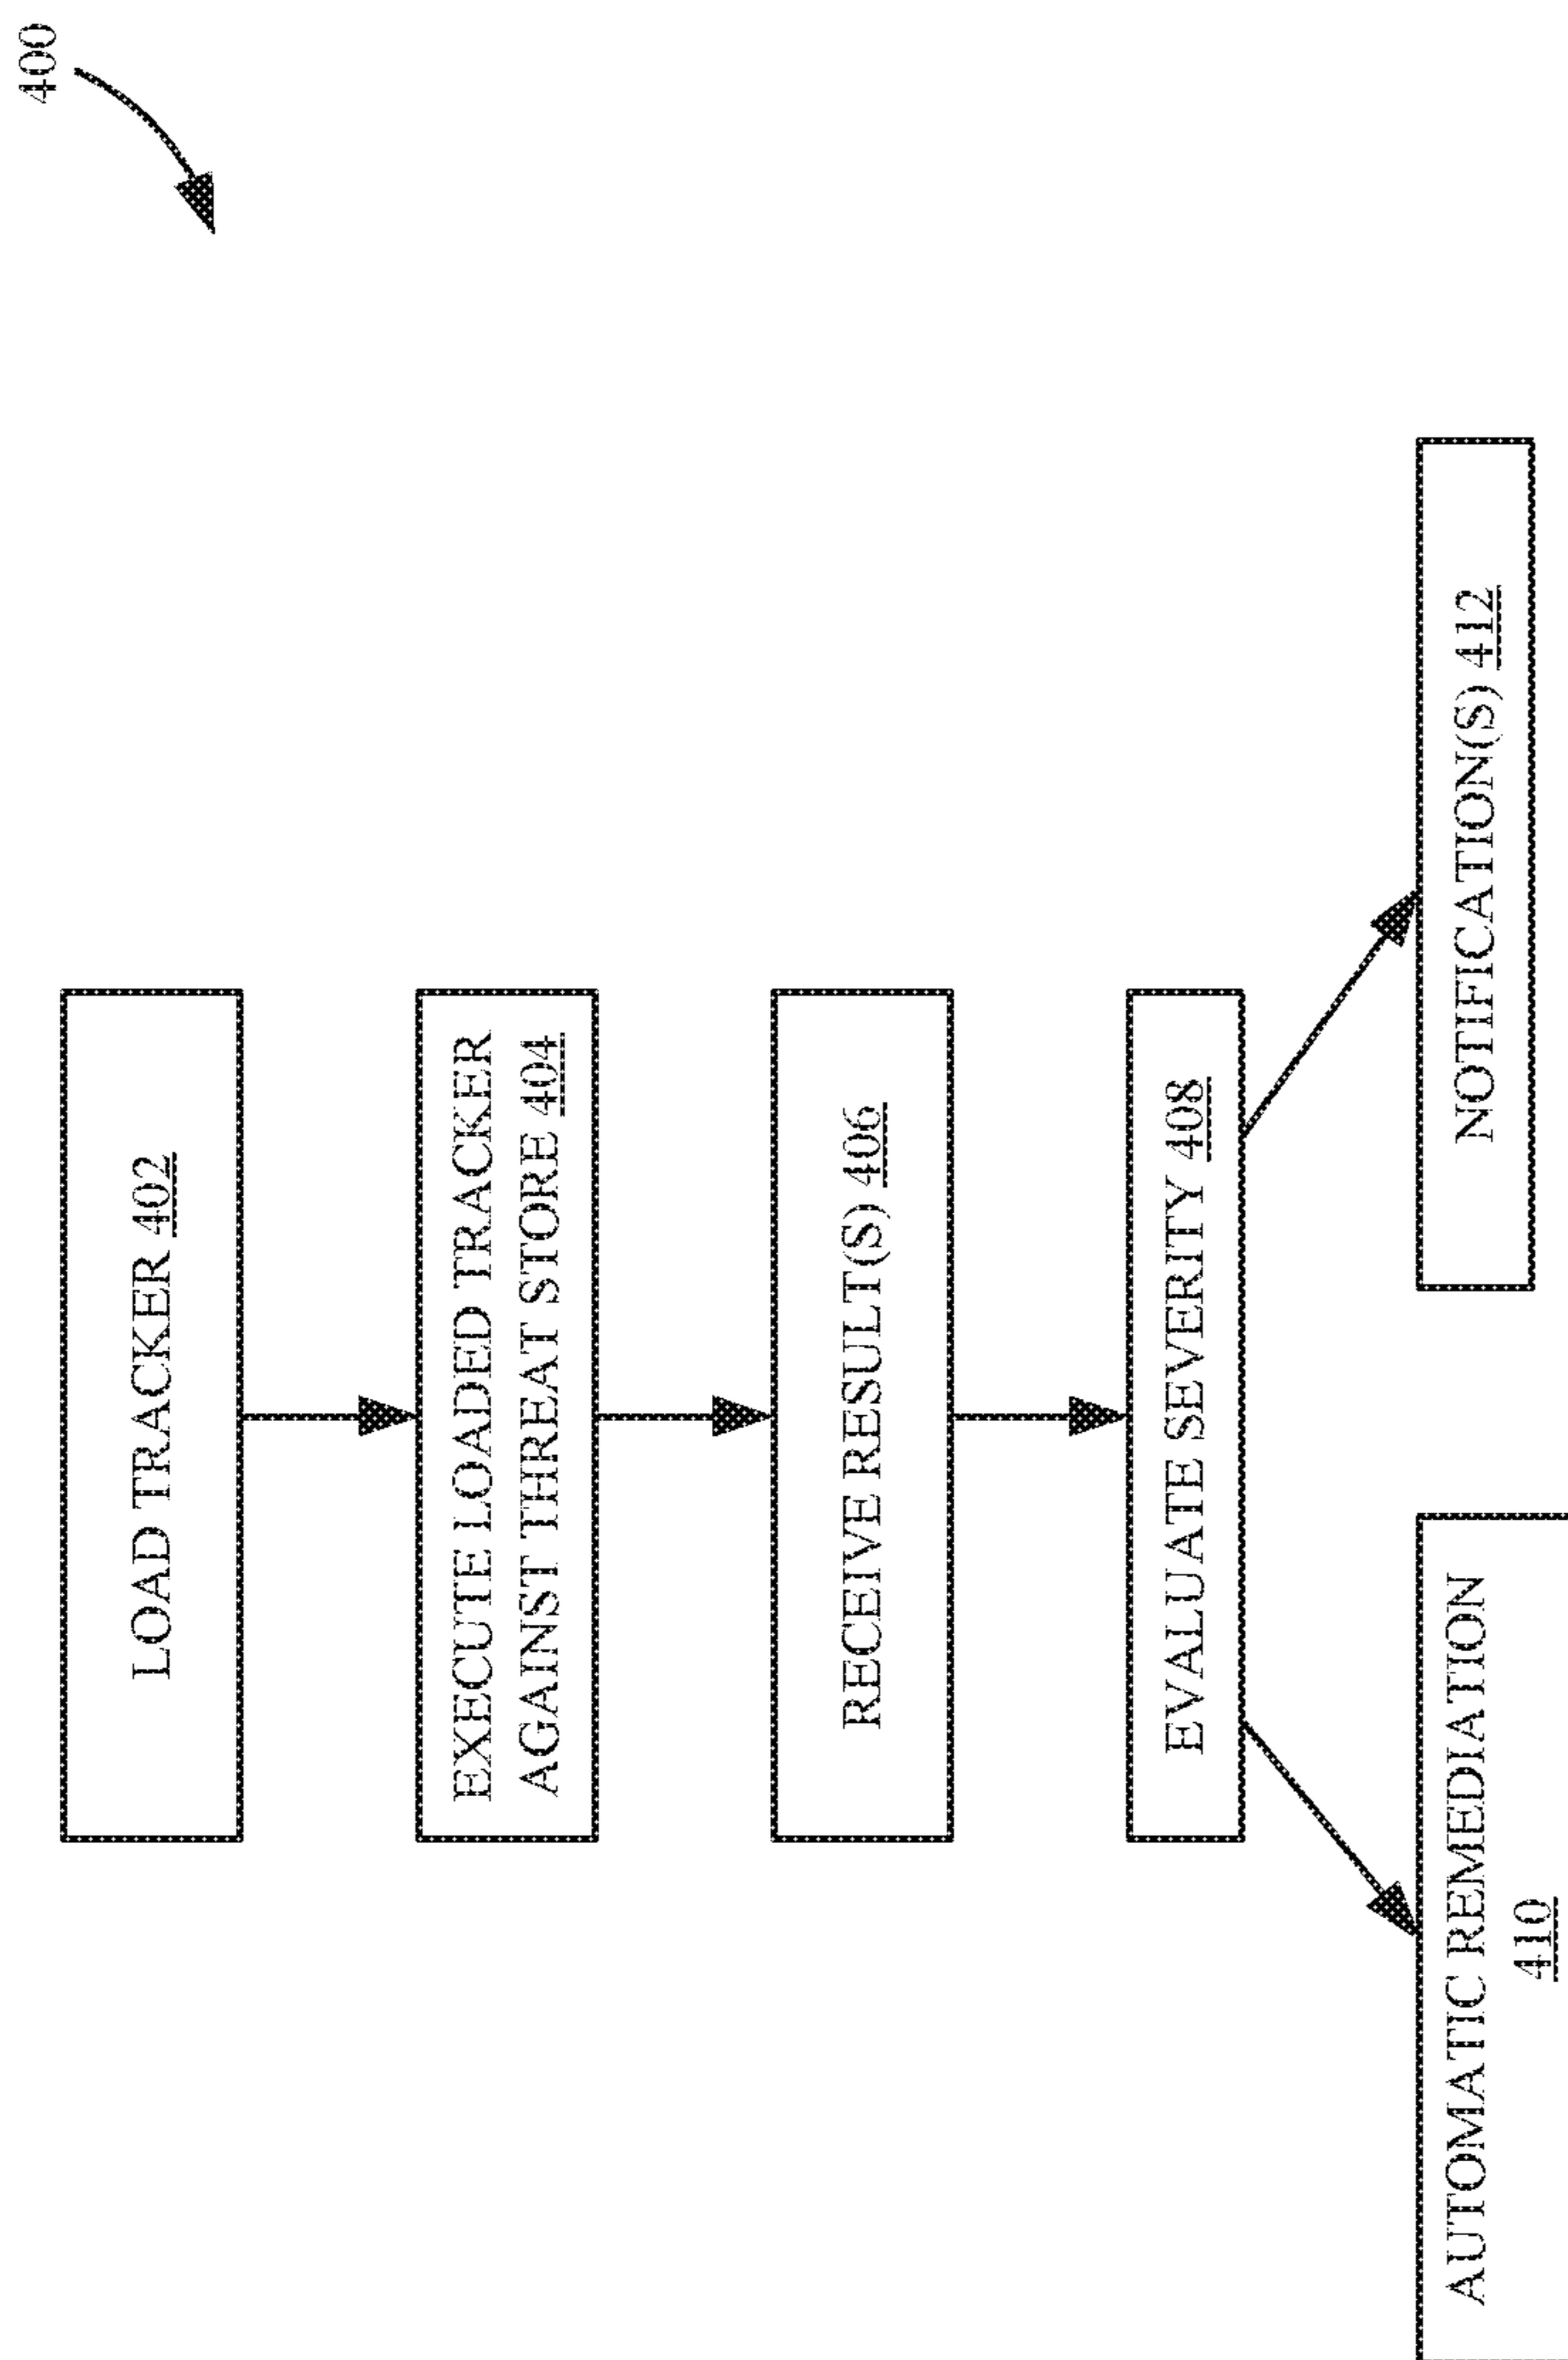 400
LOAD TRACKER 402
EXECUTE LOADED TRACKER
AGAINST THREAT STORE 404
RECEIVE RESULT(S) 406
EVALUATE SEVERITY 408
AUTOMATIC REMEDIATION
410
NOTIFICATION(S) 412